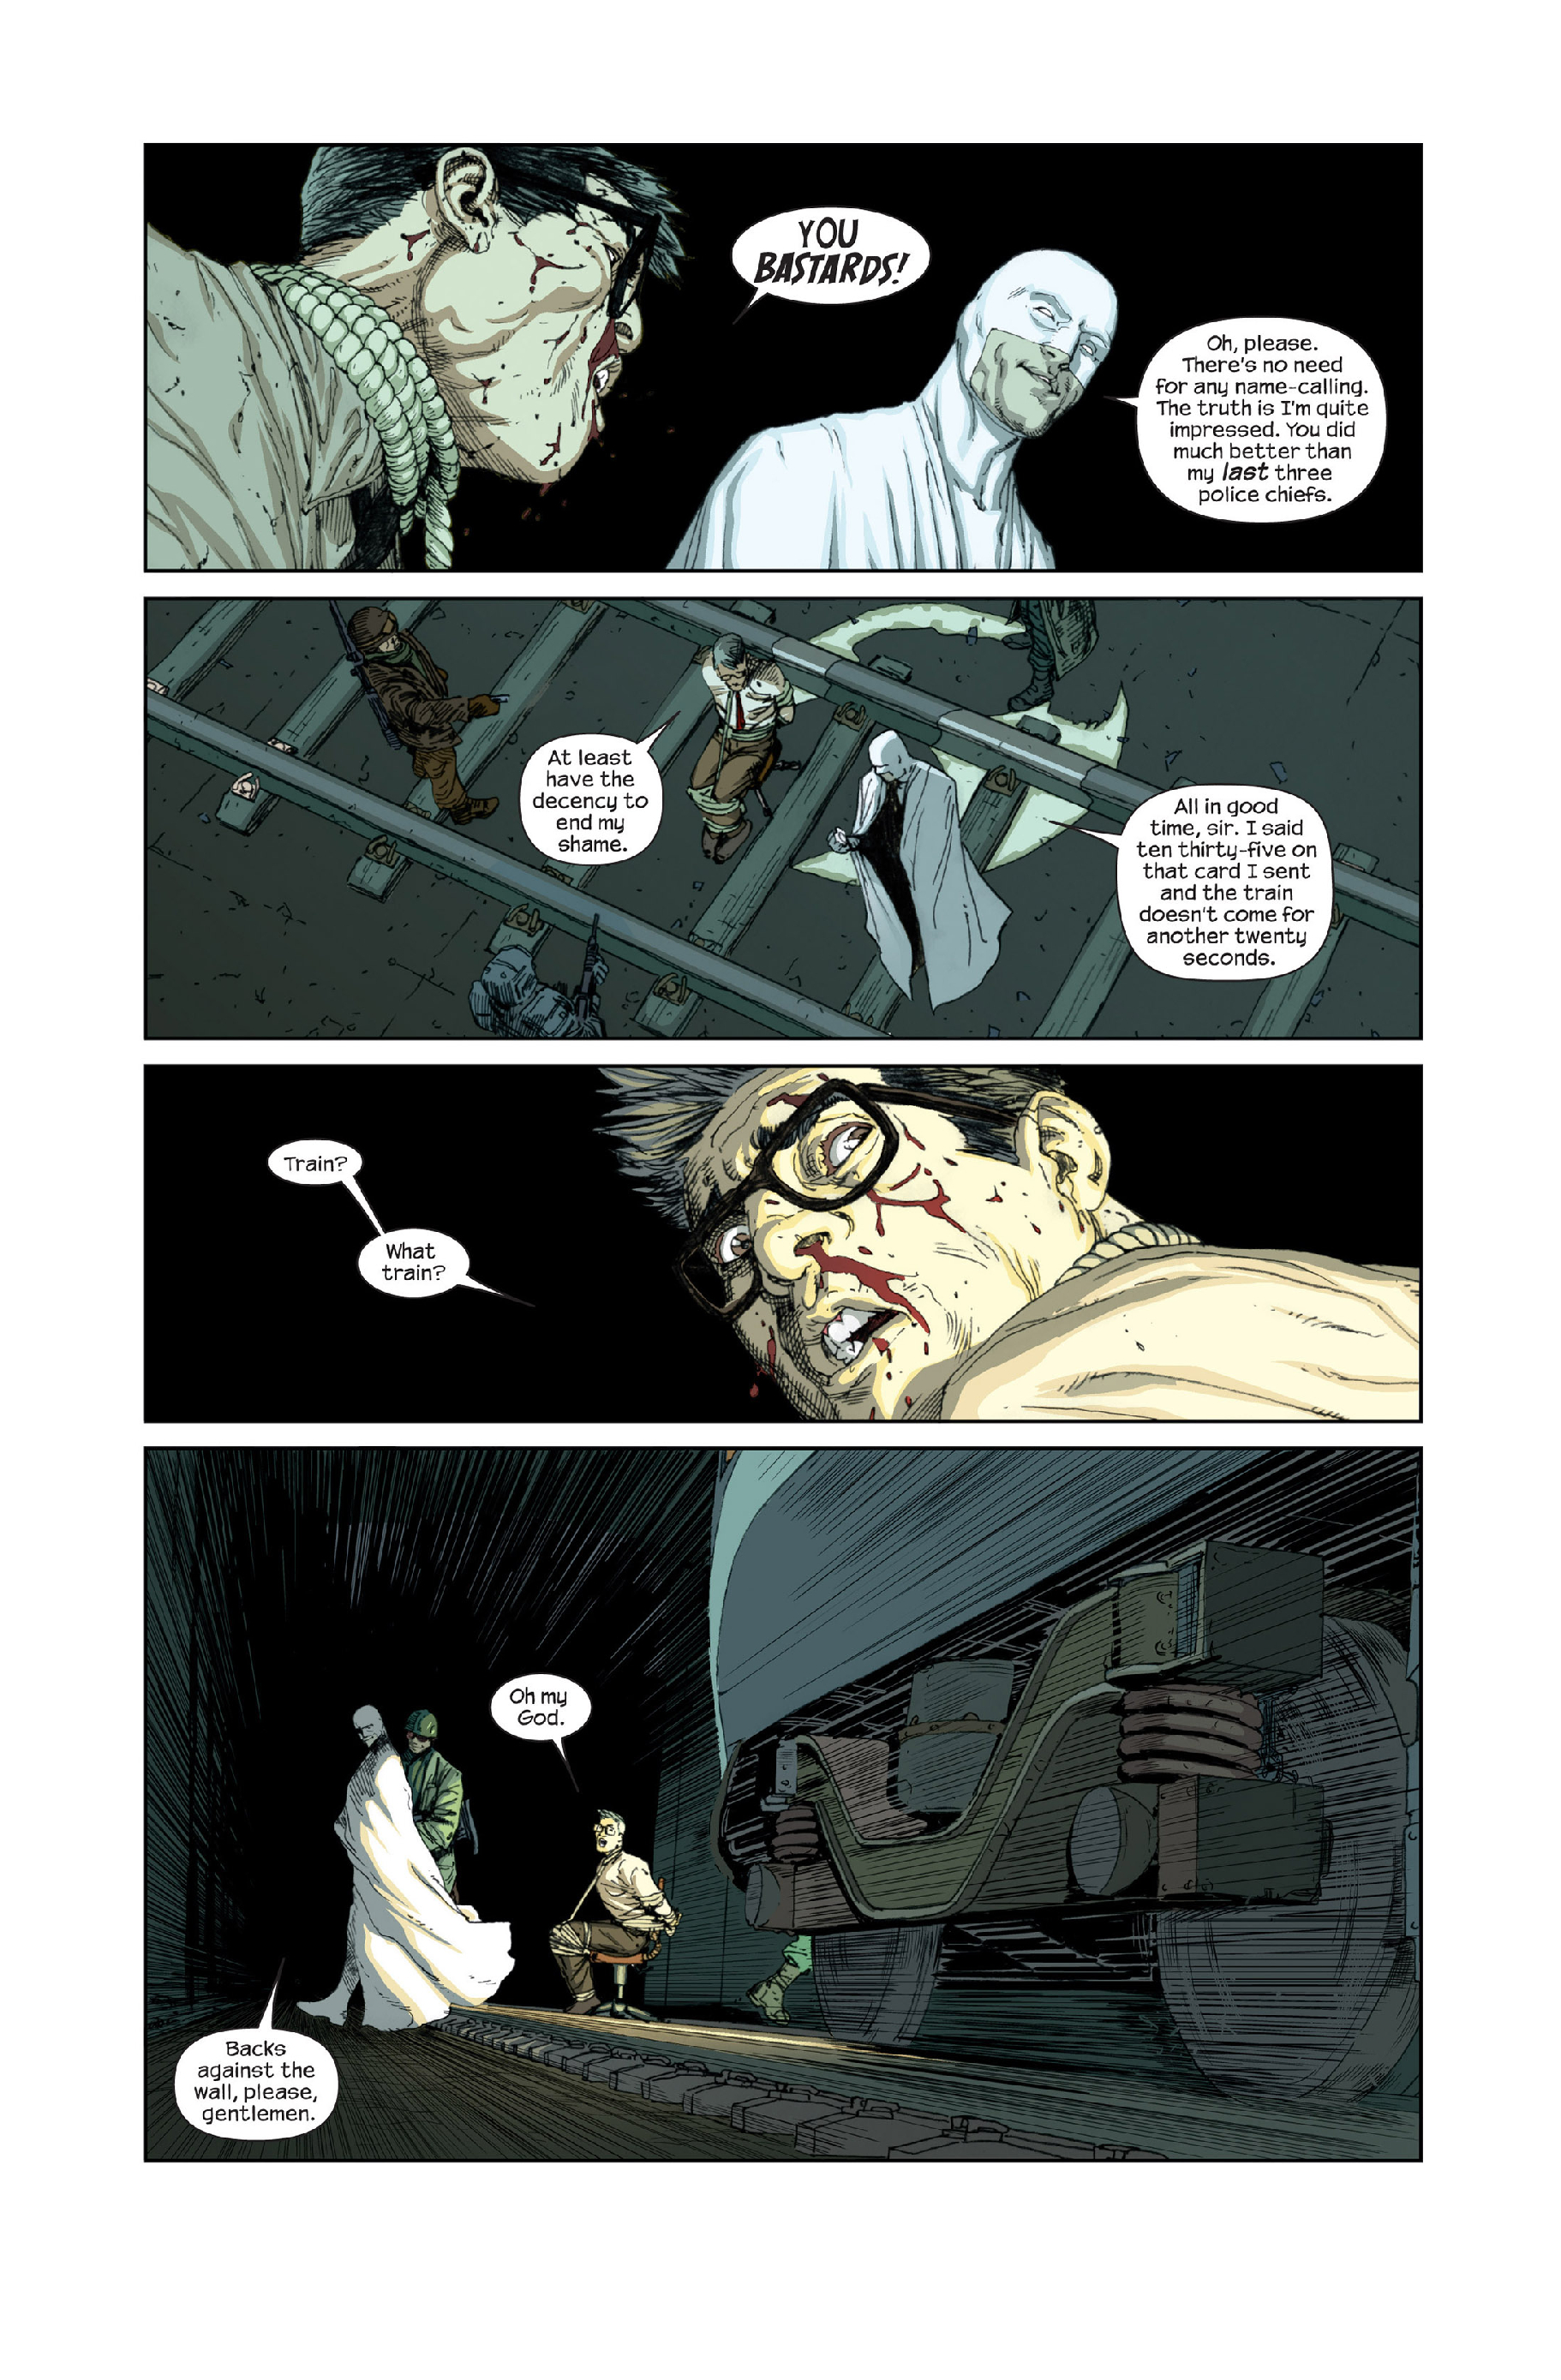 YOU
BASTARDS!
Oh, please.
There's no need
for any name-calling.
The truth is I'm quite
impressed. You did
much better than
my last three
police chiefs.
At least
have the
decency to
end my
shame.
All in good
time, sir. I said
ten thirty-five on
that card I sent
and the train
doesn't come for
another twenty
seconds.
Train?
What
train?
Oh my
God.
Backs
against the
wall, please,
gentlemen.